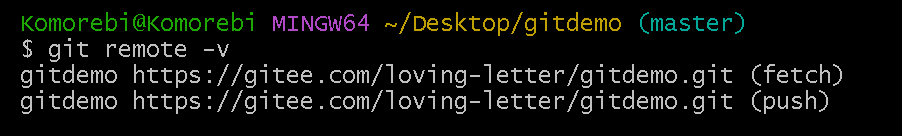 Komorebi@Komorebi MINGW64 ~/Desktop/gitdemo (master)
$ git remote -v
gitdemo https://gitee.com/loving-letter/gitdemo.git (fetch)
gitdemo https://gitee.com/loving-letter/gitdemo.git (push)